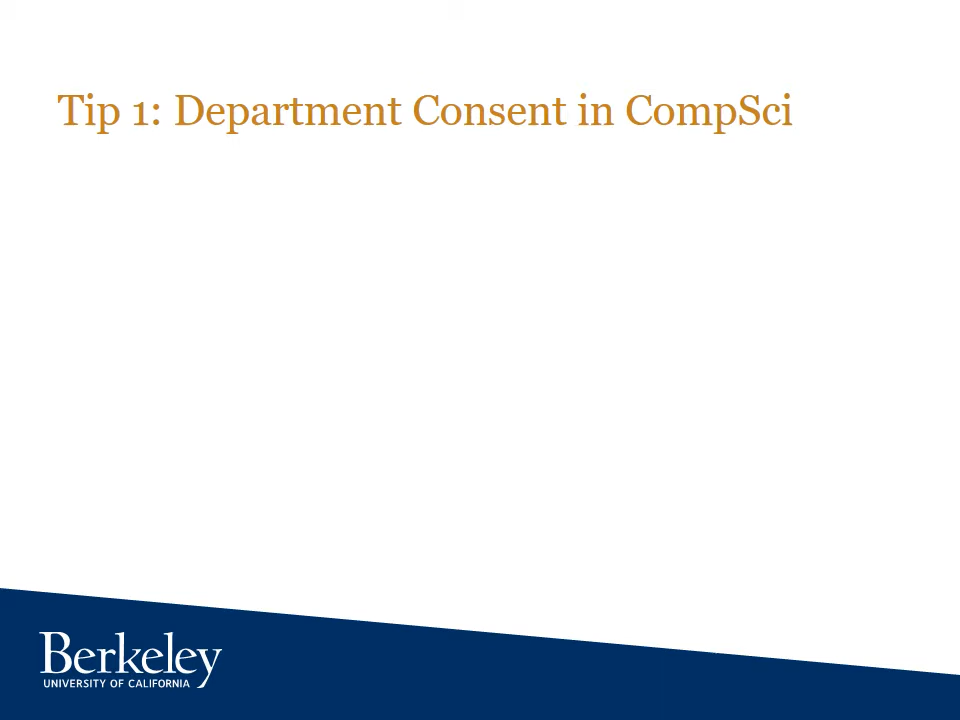 Tip 1: Department Consent in CompSci
Berkeley
UNIVERSITY OF CALIFORNIA